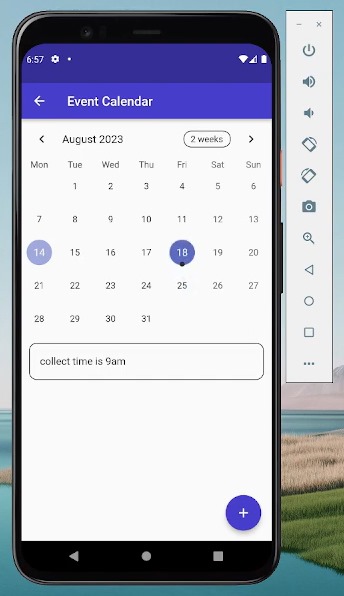 6:57
Event Calendar
August 2023
2 weeks
Mon Tue Wed Thu Fri Sat Sun
1 2 3 4 5 6
7 8 9 10 11 12 13
14 15 16 17 18 19 20
21 22 23 24 25 26 27
28 29 30 31
collect time is 9am